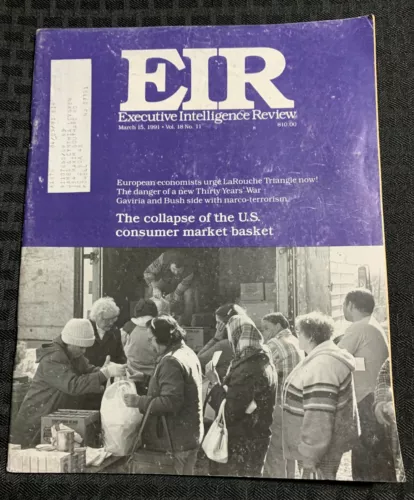 EIR
Executive Intelligence Review
March 15, 1991 • Vol. 18 No. 11 $10.00
European economists urge LaRouche Triangle now!
The danger of a new Thirty Years' War
Gaviria and Bush side with narco-terrorism
The collapse of the U.S.
consumer market basket